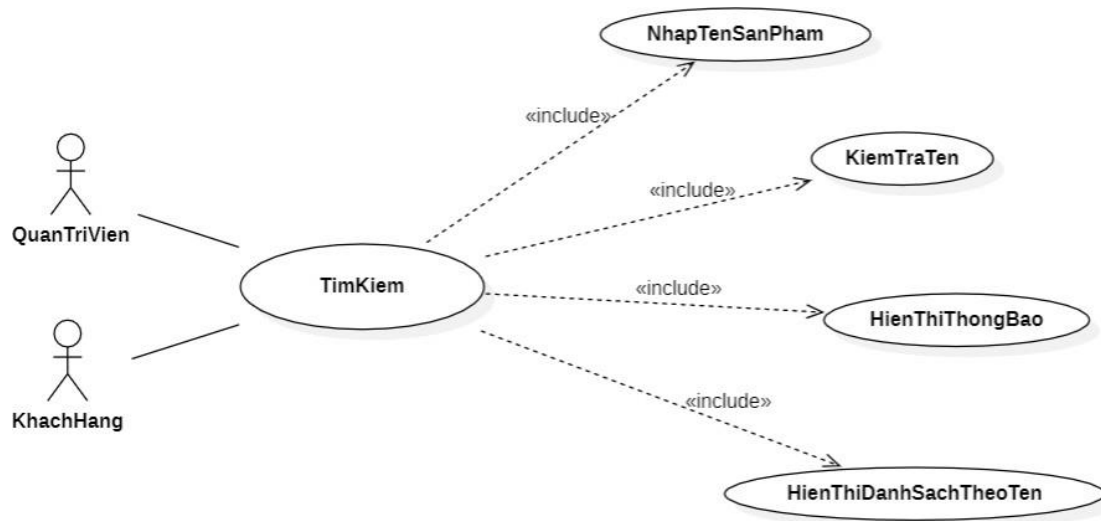 NhapTenSanPham
«include»
KiemTraTen
«include»
QuanTriVien
TimKiem
«include»
HienThiThongBao
KhachHang
«include»
HienThiDanhSachTheoTen